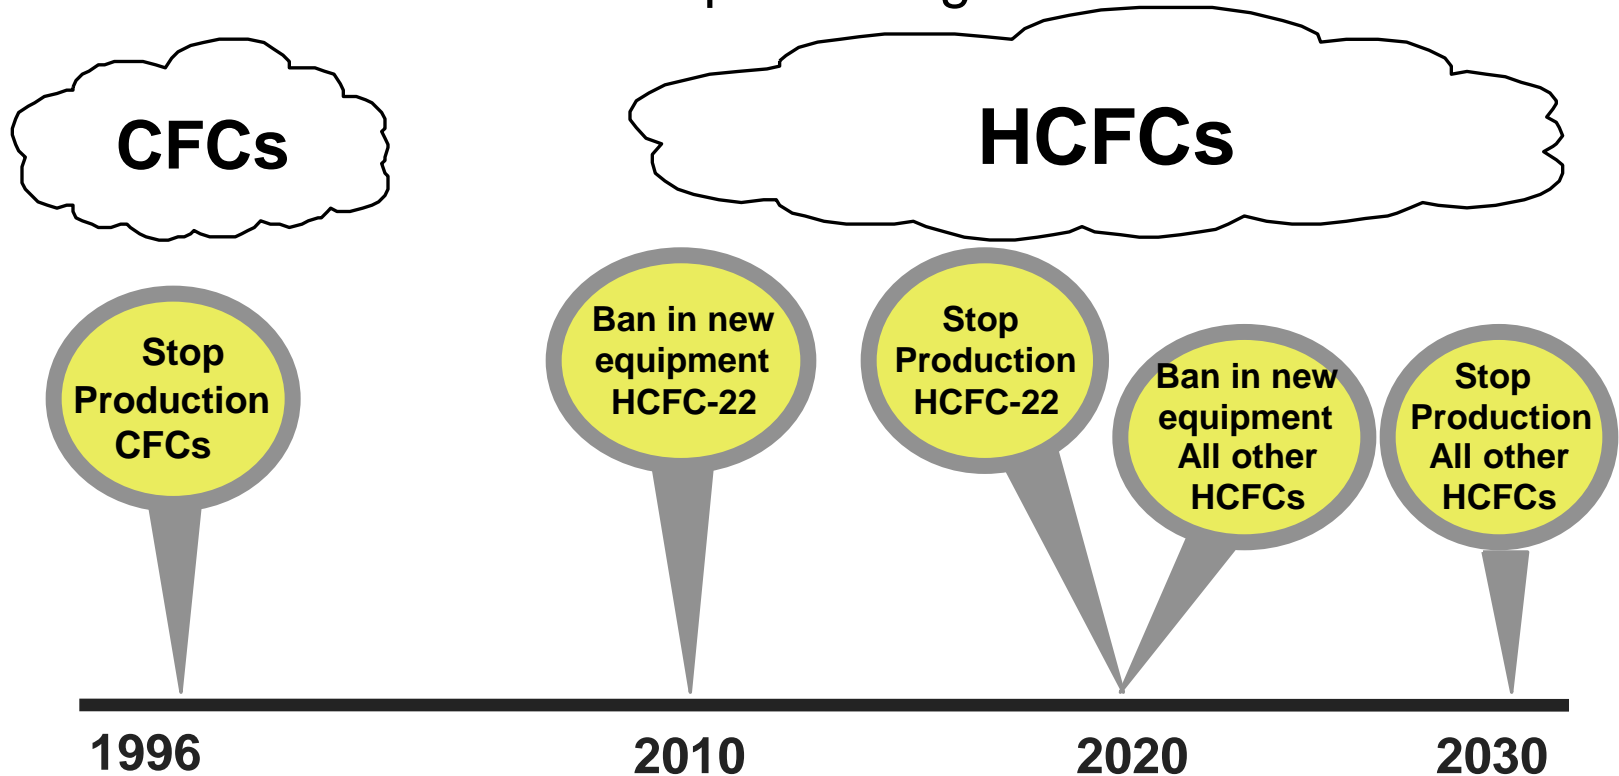 CFCs
HCFCs
Stop
Production
CFCs
Ban in new
equipment
HCFC-22
Stop
Production
HCFC-22
Ban in new
equipment
All other
HCFCs
Stop
Production
All other
HCFCs
1996
2010
2020
2030